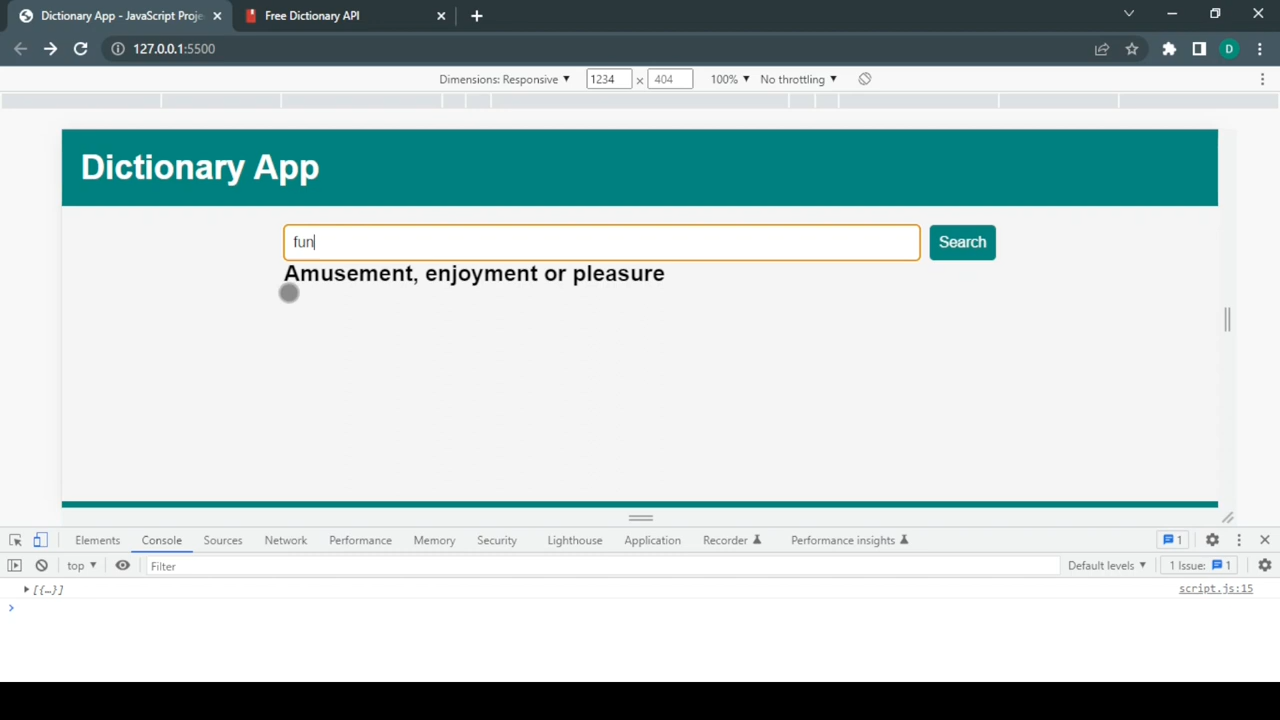 Dictionary App - JavaScript Proje
Free Dictionary API
127.0.0.1:5500
D
Dimensions: Responsive ▼ 1234 × 404 100% ▼ No throttling ▼
Dictionary App
fun
Search
Amusement, enjoyment or pleasure
Elements Console Sources Network Performance Memory Security Lighthouse Application Recorder Performance insights 1
top ▼ Filter Default levels ▼ 1 Issue: 1
[{…}] script.js:15